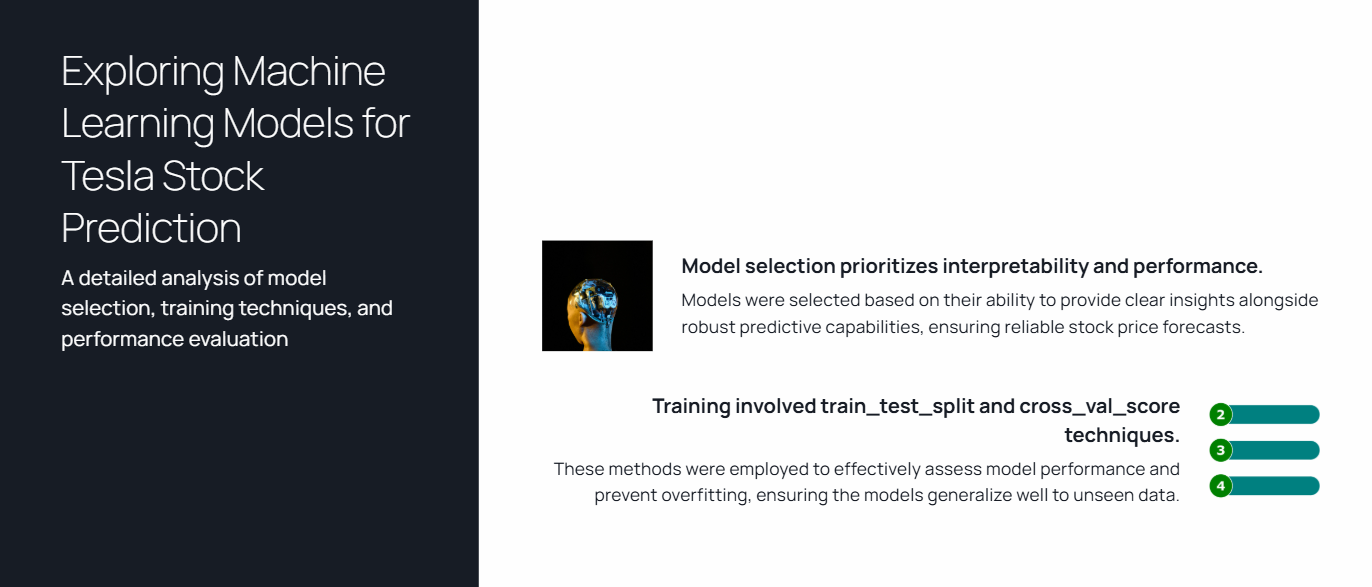 Exploring Machine
Learning Models for
Tesla Stock
Prediction
A detailed analysis of model
selection, training techniques, and
performance evaluation
Model selection prioritizes interpretability and performance.
Models were selected based on their ability to provide clear insights alongside
robust predictive capabilities, ensuring reliable stock price forecasts.
Training involved train_test_split and cross_val_score
techniques.
These methods were employed to effectively assess model performance and
prevent overfitting, ensuring the models generalize well to unseen data.
2
3
4